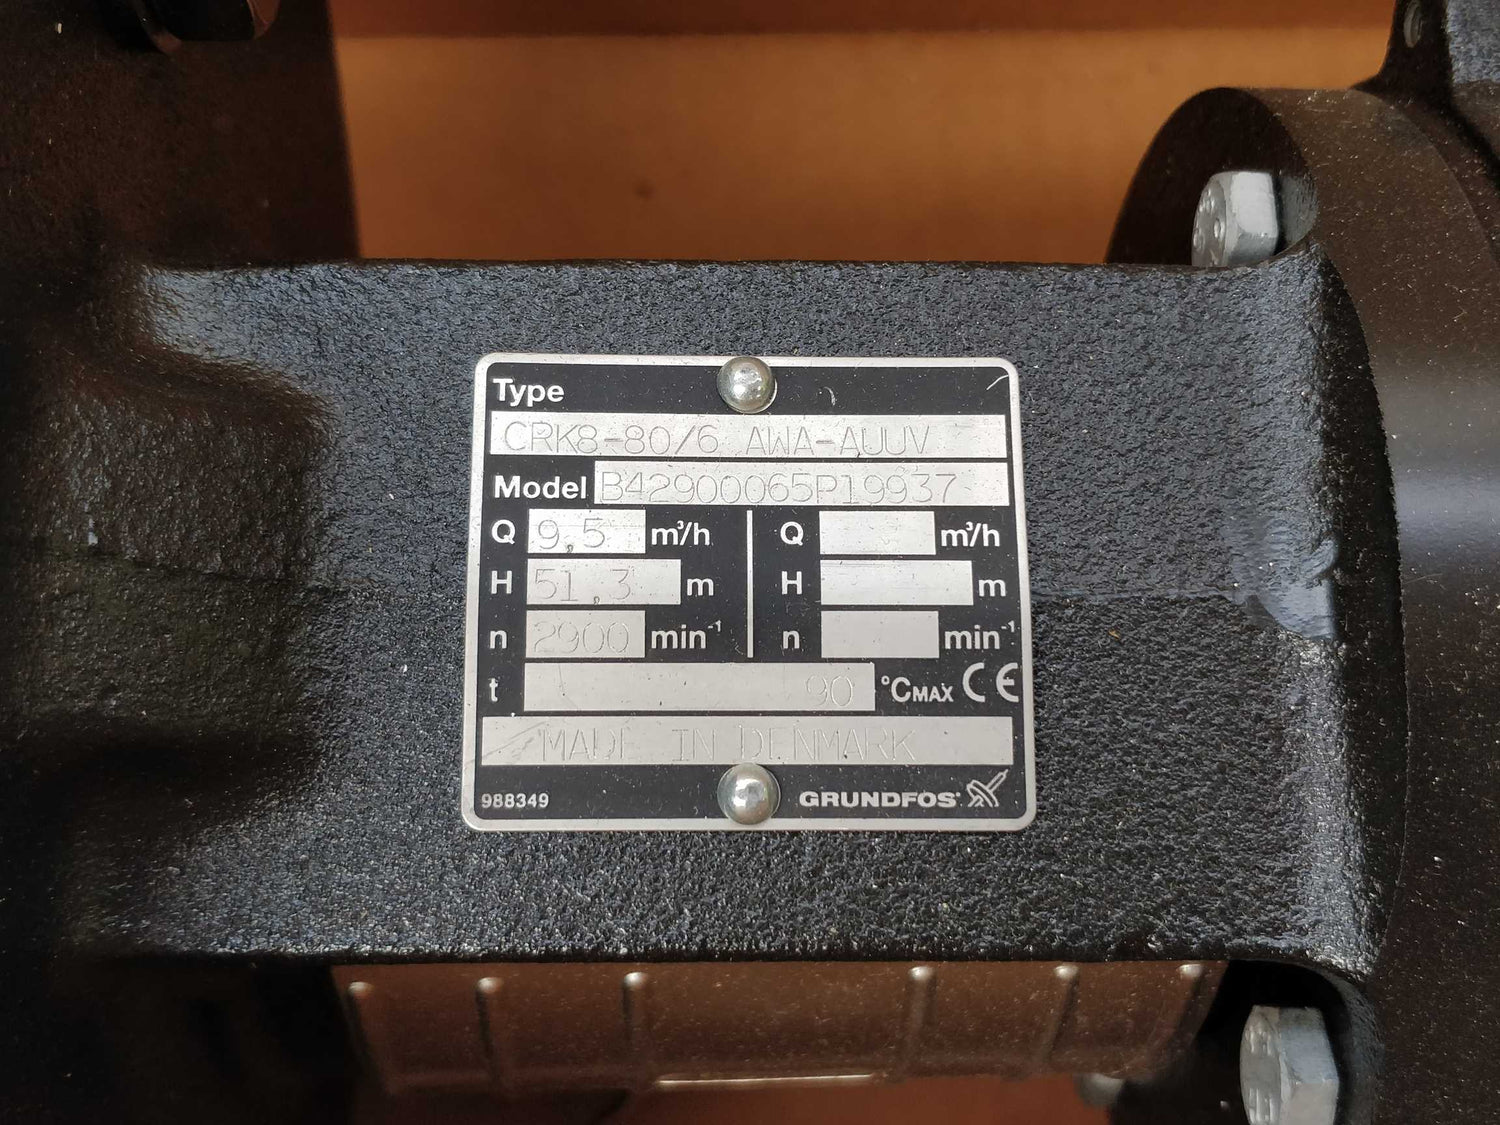 Type
CRK8-80/6 AWA-AUUV
Model B42900065P19937
Q 9,5 m³/h Q m³/h
H 51,3 m H m
n 2900 min⁻¹ n min⁻¹
t 90 °CMAX CE
MADE IN DENMARK
988349 GRUNDFOS